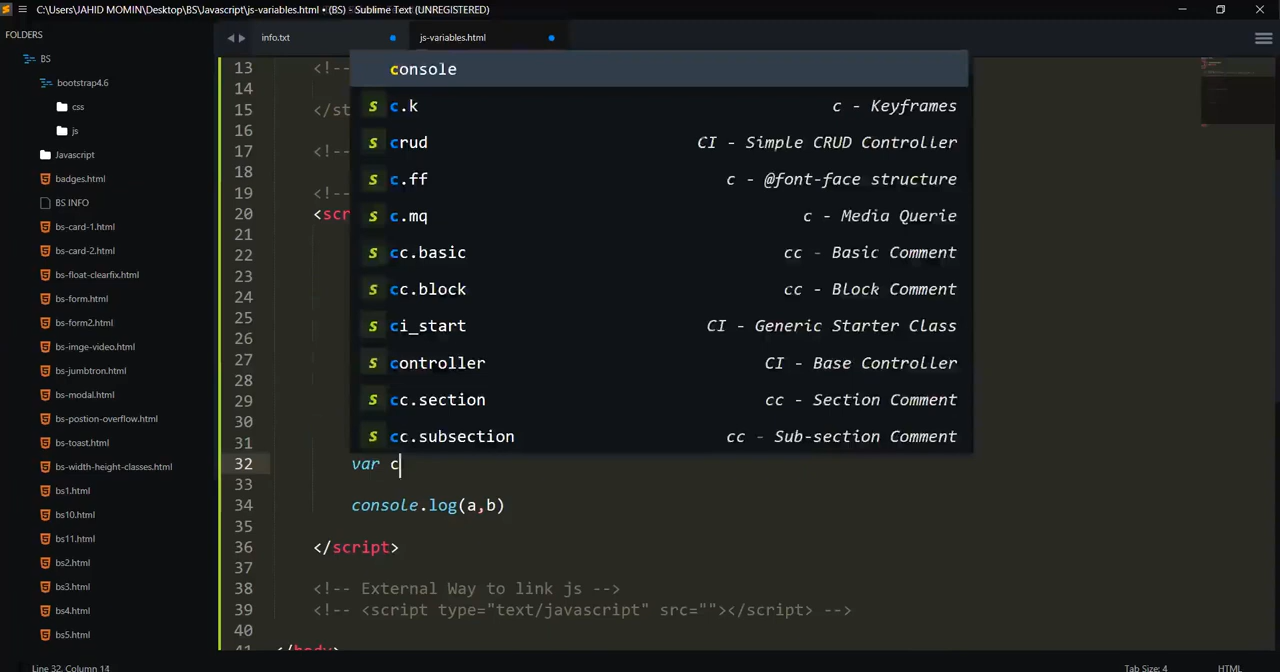 C:\Users\JAHID MOMIN\Desktop\BS\Javascript\js-variables.html • (BS) - Sublime Text (UNREGISTERED)
FOLDERS
BS
bootstrap4.6
css
js
Javascript
badges.html
BS INFO
bs-card-1.html
bs-card-2.html
bs-float-clearfix.html
bs-form.html
bs-form2.html
bs-imge-video.html
bs-jumbtron.html
bs-modal.html
bs-postion-overflow.html
bs-toast.html
bs-width-height-classes.html
bs1.html
bs10.html
bs11.html
bs2.html
bs3.html
bs4.html
bs5.html
info.txt
js-variables.html
13 <!--
14
15 </st
16
17 <!--
18
19 <!--
20 <scr
21
22
23
24
25
26
27
28
29
30
31
32 var c
33
34 console.log(a,b)
35
36 </script>
37
38 <!-- External Way to link js -->
39 <!-- <script type="text/javascript" src=""></script> -->
40
41 </body>
console
S c.k c - Keyframes
S crud CI - Simple CRUD Controller
S c.ff c - @font-face structure
S c.mq c - Media Querie
S cc.basic cc - Basic Comment
S cc.block cc - Block Comment
S ci_start CI - Generic Starter Class
S controller CI - Base Controller
S cc.section cc - Section Comment
S cc.subsection cc - Sub-section Comment
Line 32, Column 14
Tab Size: 4
HTML